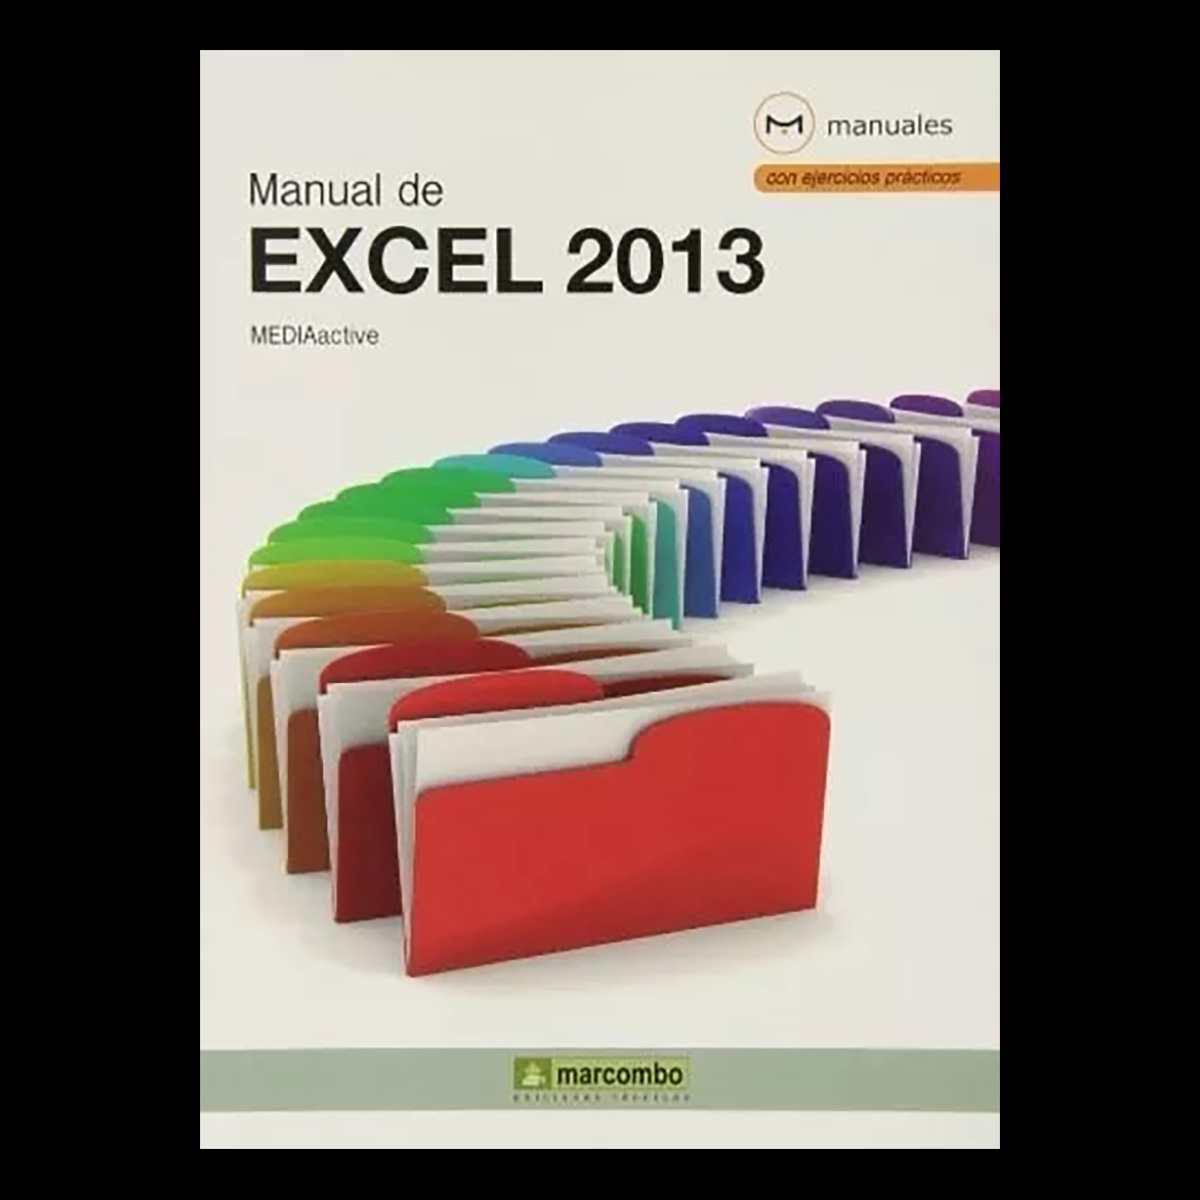 manuales
con ejercicios prácticos
Manual de
EXCEL 2013
MEDIAactive
marcombo